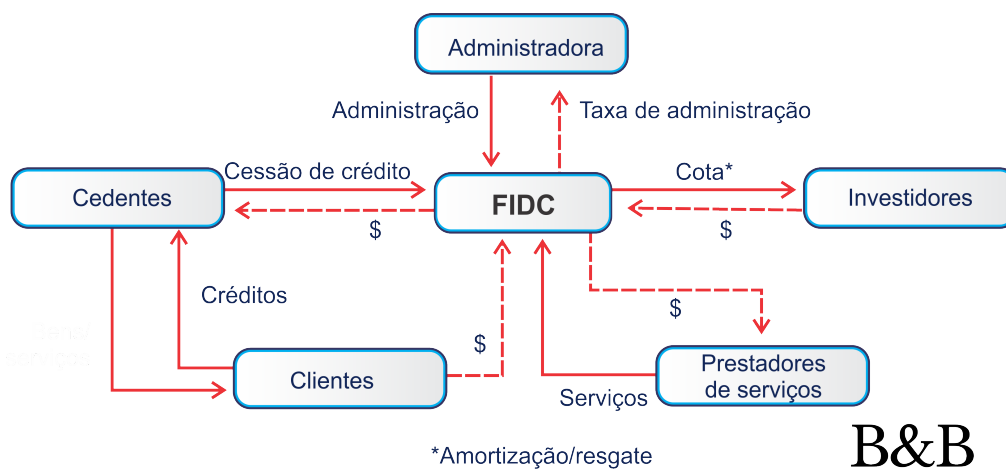 Administradora
Administração
Taxa de administração
Cessão de crédito
Cota*
Cedentes
FIDC
Investidores
$
$
Créditos
$
$
Clientes
Prestadores
de serviços
Serviços
*Amortização/resgate
B&B